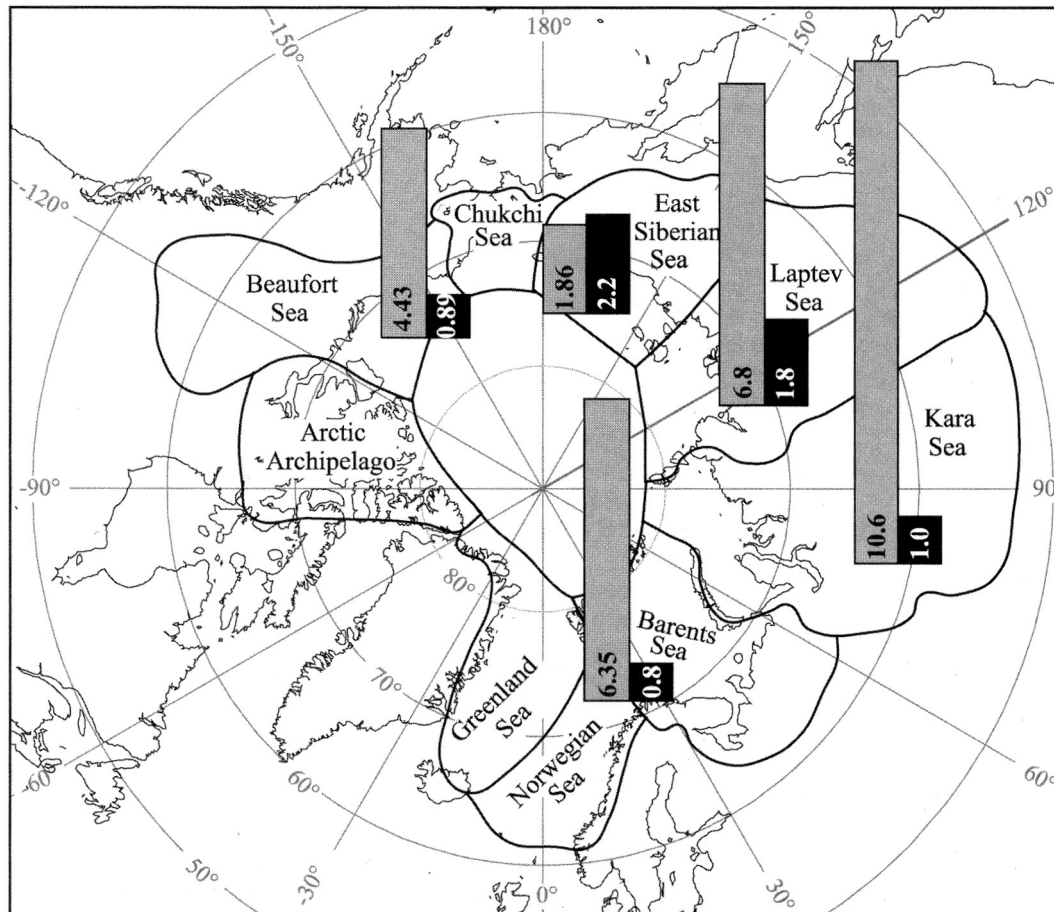 180°
-150°
150°
-120°
120°
Chukchi
Sea
East
Siberian
Sea
Beaufort
Sea
Laptev
Sea
4.43
0.89
1.86
2.2
6.8
1.8
Arctic
Archipelago
Kara
Sea
-90°
90°
10.6
1.0
80°
Barents
Sea
6.35
0.8
70°
Greenland
Sea
Norwegian
Sea
-60°
60°
60°
50°
-30°
0°
30°